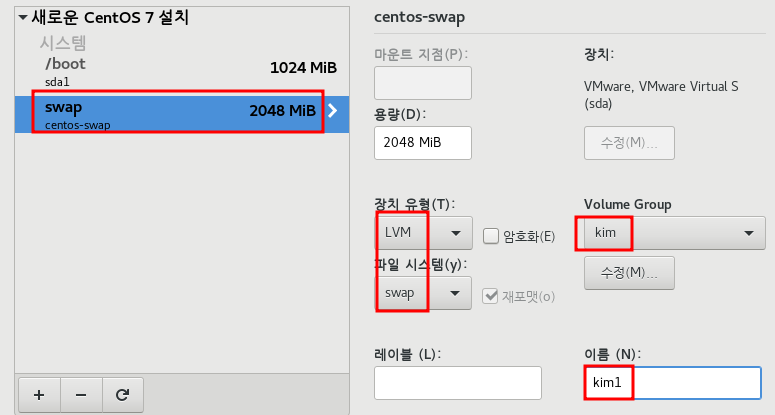 새로운 CentOS 7 설치
시스템
/boot
1024 MiB
sda1
swap
2048 MiB
centos-swap
centos-swap
마운트 지점(P):
장치:
VMware, VMware Virtual S
(sda)
용량(D):
2048 MiB
수정(M)...
장치 유형(T):
Volume Group
LVM
암호화(E)
kim
파일 시스템(y):
swap
재포맷(o)
수정(M)...
레이블 (L):
이름 (N):
kim1